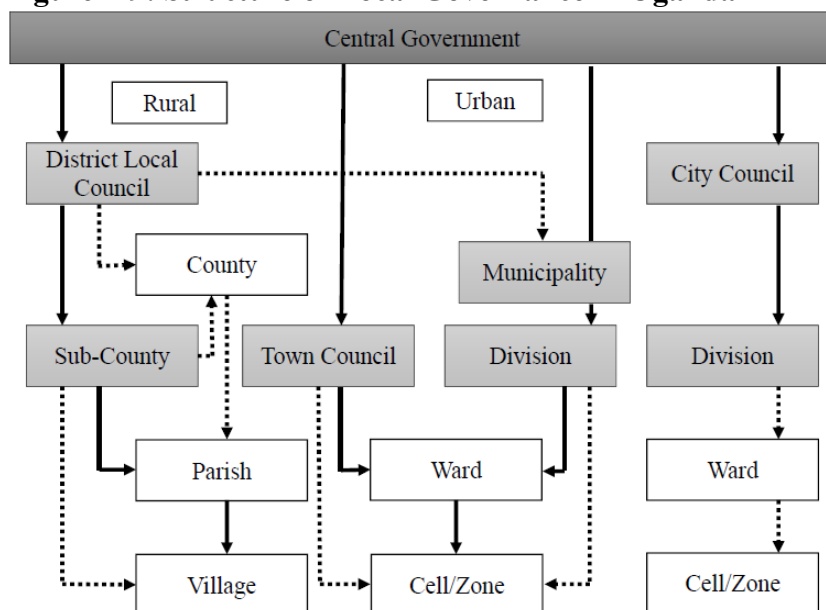 Central Government
Rural
Urban
District Local
Council
City Council
County
Municipality
Sub-County
Town Council
Division
Division
Parish
Ward
Ward
Village
Cell/Zone
Cell/Zone